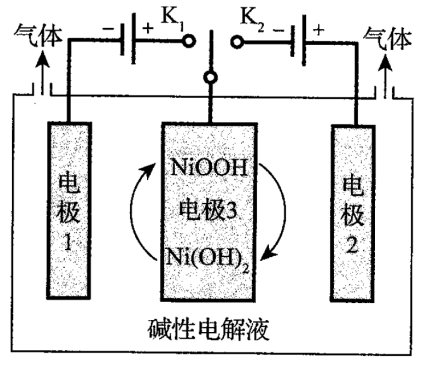 气体 − + K₁ K₂ − + 气体
电极1
NiOOH
电极3
Ni(OH)₂
电极2
碱性电解液